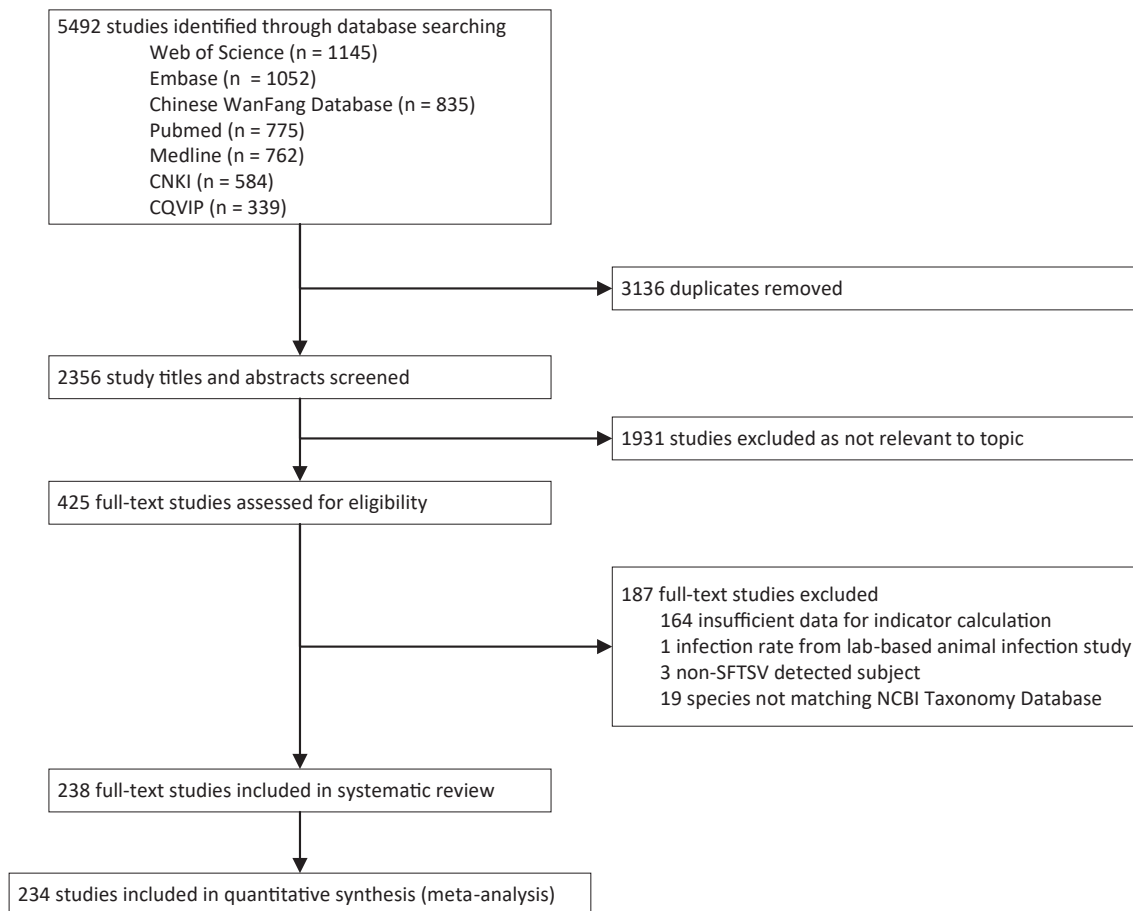 5492 studies identified through database searching
Web of Science (n = 1145)
Embase (n  = 1052)
Chinese WanFang Database (n = 835)
Pubmed (n = 775)
Medline (n = 762)
CNKI (n = 584)
CQVIP (n = 339)
3136 duplicates removed
2356 study titles and abstracts screened
1931 studies excluded as not relevant to topic
425 full-text studies assessed for eligibility
187 full-text studies excluded
164 insufficient data for indicator calculation
1 infection rate from lab-based animal infection study
3 non-SFTSV detected subject
19 species not matching NCBI Taxonomy Database
238 full-text studies included in systematic review
234 studies included in quantitative synthesis (meta-analysis)